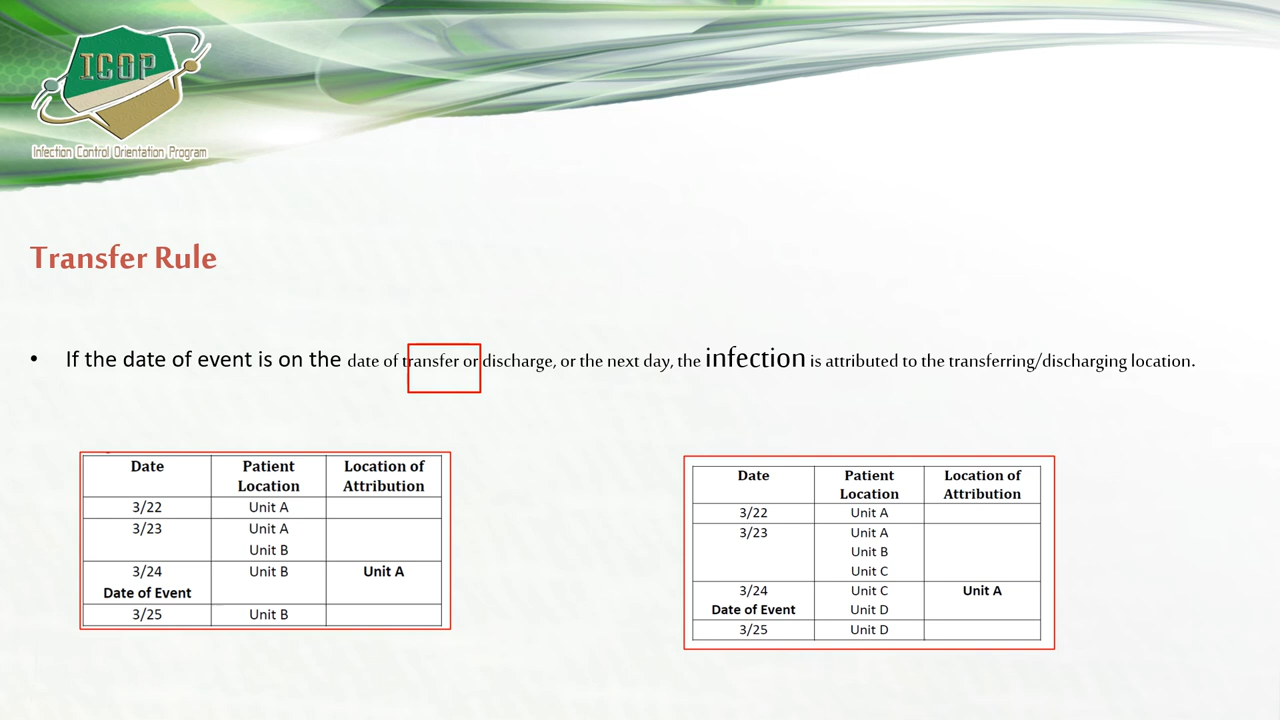 ICOP
Infection Control Orientation Program
Transfer Rule
• If the date of event is on the date of transfer or discharge, or the next day, the infection is attributed to the transferring/discharging location.
Date Patient Location Location of Attribution
3/22 Unit A
3/23 Unit A
Unit B
3/24 Unit B Unit A
Date of Event
3/25 Unit B
Date Patient Location Location of Attribution
3/22 Unit A
3/23 Unit A
Unit B
Unit C
3/24 Unit C Unit A
Date of Event Unit D
3/25 Unit D